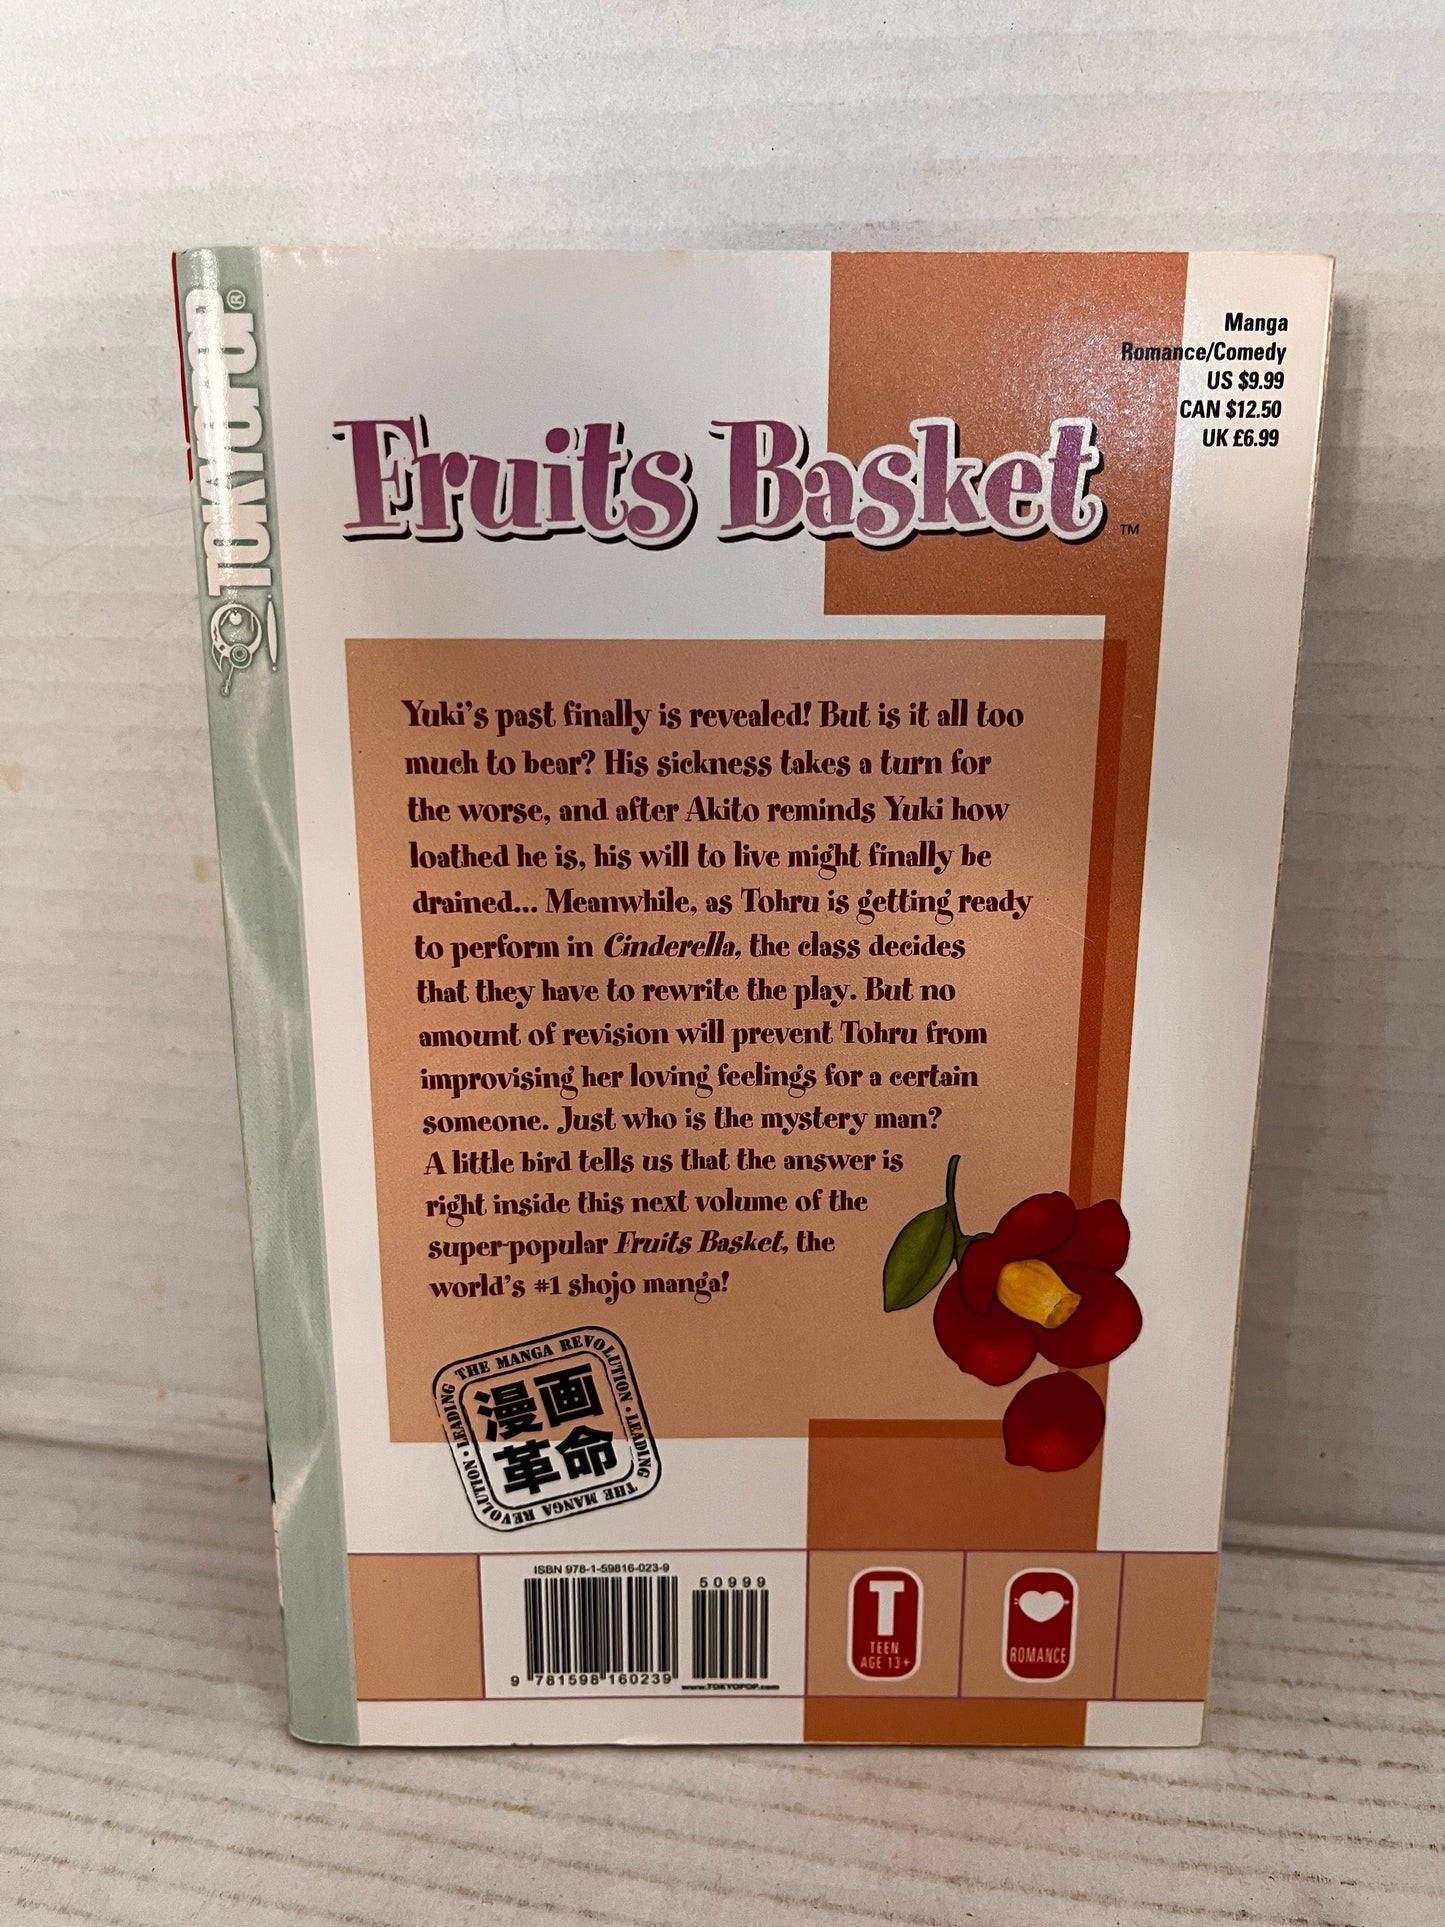 TOKYOPOP®
Manga
Romance/Comedy
US $9.99
CAN $12.50
UK £6.99
Fruits Basket™
Yuki's past finally is revealed! But is it all too
much to bear? His sickness takes a turn for
the worse, and after Akito reminds Yuki how
loathed he is, his will to live might finally be
drained... Meanwhile, as Tohru is getting ready
to perform in Cinderella, the class decides
that they have to rewrite the play. But no
amount of revision will prevent Tohru from
improvising her loving feelings for a certain
someone. Just who is the mystery man?
A little bird tells us that the answer is
right inside this next volume of the
super-popular Fruits Basket, the
world's #1 shojo manga!
LEADING THE MANGA REVOLUTION • LEADING THE MANGA REVOLUTION •
漫画
革命
ISBN 978-1-59816-023-9
50999
9 781598 160239
www.TOKYOPOP.com
T
TEEN
AGE 13+
ROMANCE